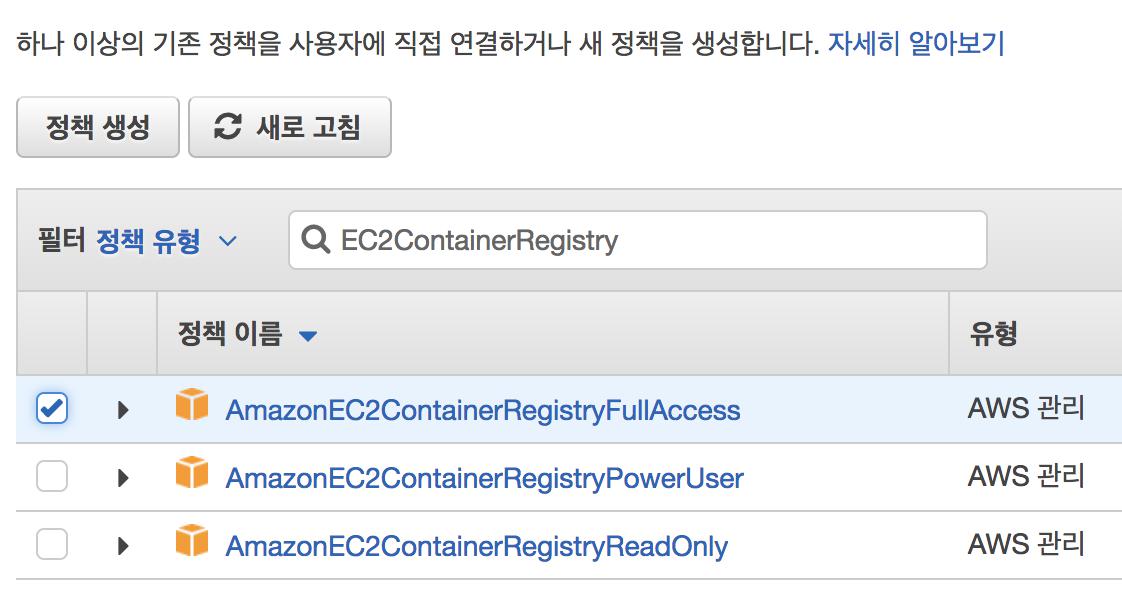 하나 이상의 기존 정책을 사용자에 직접 연결하거나 새 정책을 생성합니다. 자세히 알아보기
정책 생성 새로 고침
필터 정책 유형 EC2ContainerRegistry
정책 이름 유형
AmazonEC2ContainerRegistryFullAccess AWS 관리
AmazonEC2ContainerRegistryPowerUser AWS 관리
AmazonEC2ContainerRegistryReadOnly AWS 관리